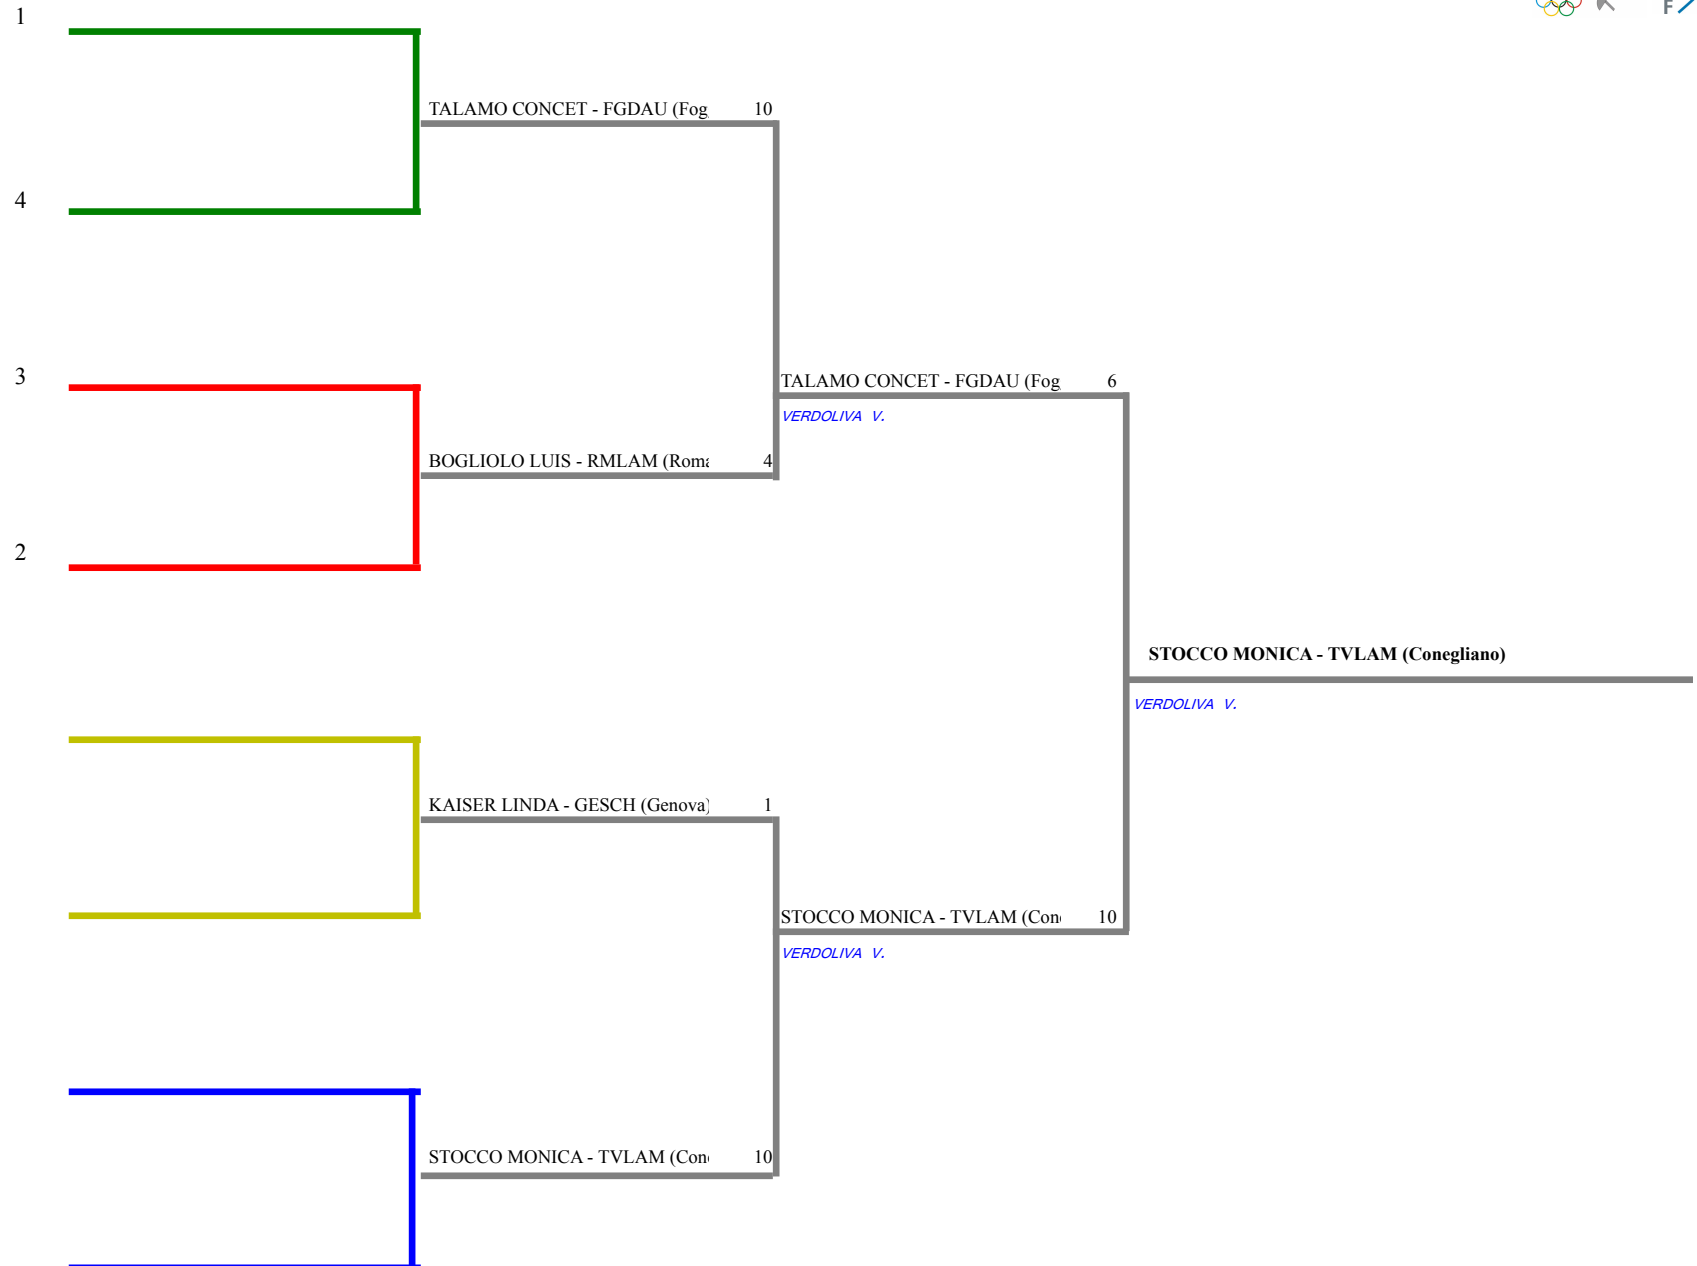 1
F
TALAMO CONCET - FGDAU (Fog 10
4
3
TALAMO CONCET - FGDAU (Fog 6
VERDOLIVA V.
BOGLIOLO LUIS - RMLAM (Roma 4
2
STOCCO MONICA - TVLAM (Conegliano)
VERDOLIVA V.
KAISER LINDA - GESCH (Genova) 1
STOCCO MONICA - TVLAM (Con 10
VERDOLIVA V.
STOCCO MONICA - TVLAM (Con 10